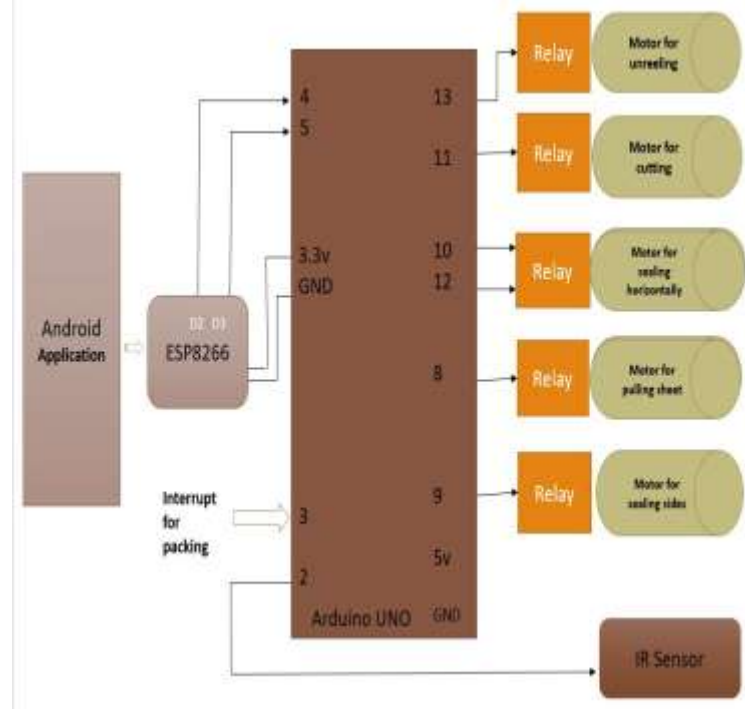 Android
Application
D2 D3
ESP8266
Interrupt
for
packing
4
5
3.3v
GND
3
2
13
11
10
12
8
9
5v
GND
Arduino UNO
Relay
Motor for
unreeling
Relay
Motor for
cutting
Relay
Motor for
sealing
horizontally
Relay
Motor for
pulling sheet
Relay
Motor for
sealing sides
IR Sensor